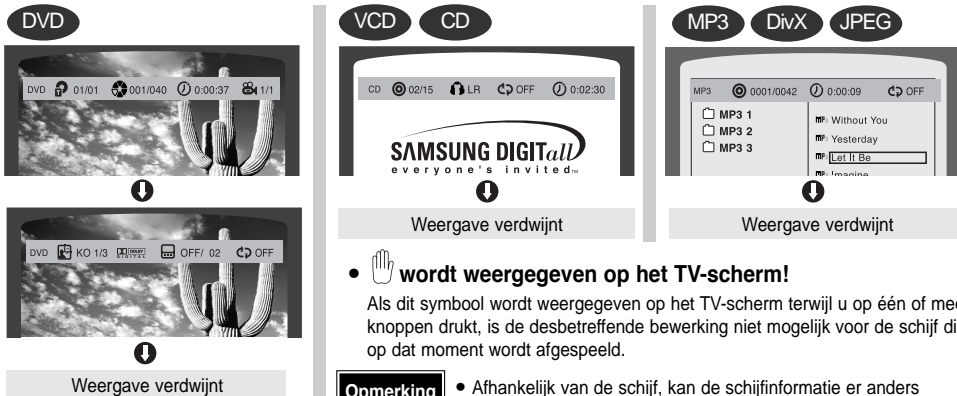 DVD
DVD 01/01 001/040 0:00:37 1/1
DVD KO 1/3 DOLBY DIGITAL OFF/ 02 OFF
Weergave verdwijnt
VCD CD
CD 02/15 LR OFF 0:02:30
SAMSUNG DIGITall
everyone's invited™
Weergave verdwijnt
MP3 DivX JPEG
MP3 0001/0042 0:00:09 OFF
MP3 1
MP3 2
MP3 3
Without You
Yesterday
Let It Be
Imagine
Weergave verdwijnt
• wordt weergegeven op het TV-scherm!
Als dit symbool wordt weergegeven op het TV-scherm terwijl u op één of
knoppen drukt, is de desbetreffende bewerking niet mogelijk voor de schijf
op dat moment wordt afgespeeld.
Opmerking
• Afhankelijk van de schijf, kan de schijfinformatie er anders